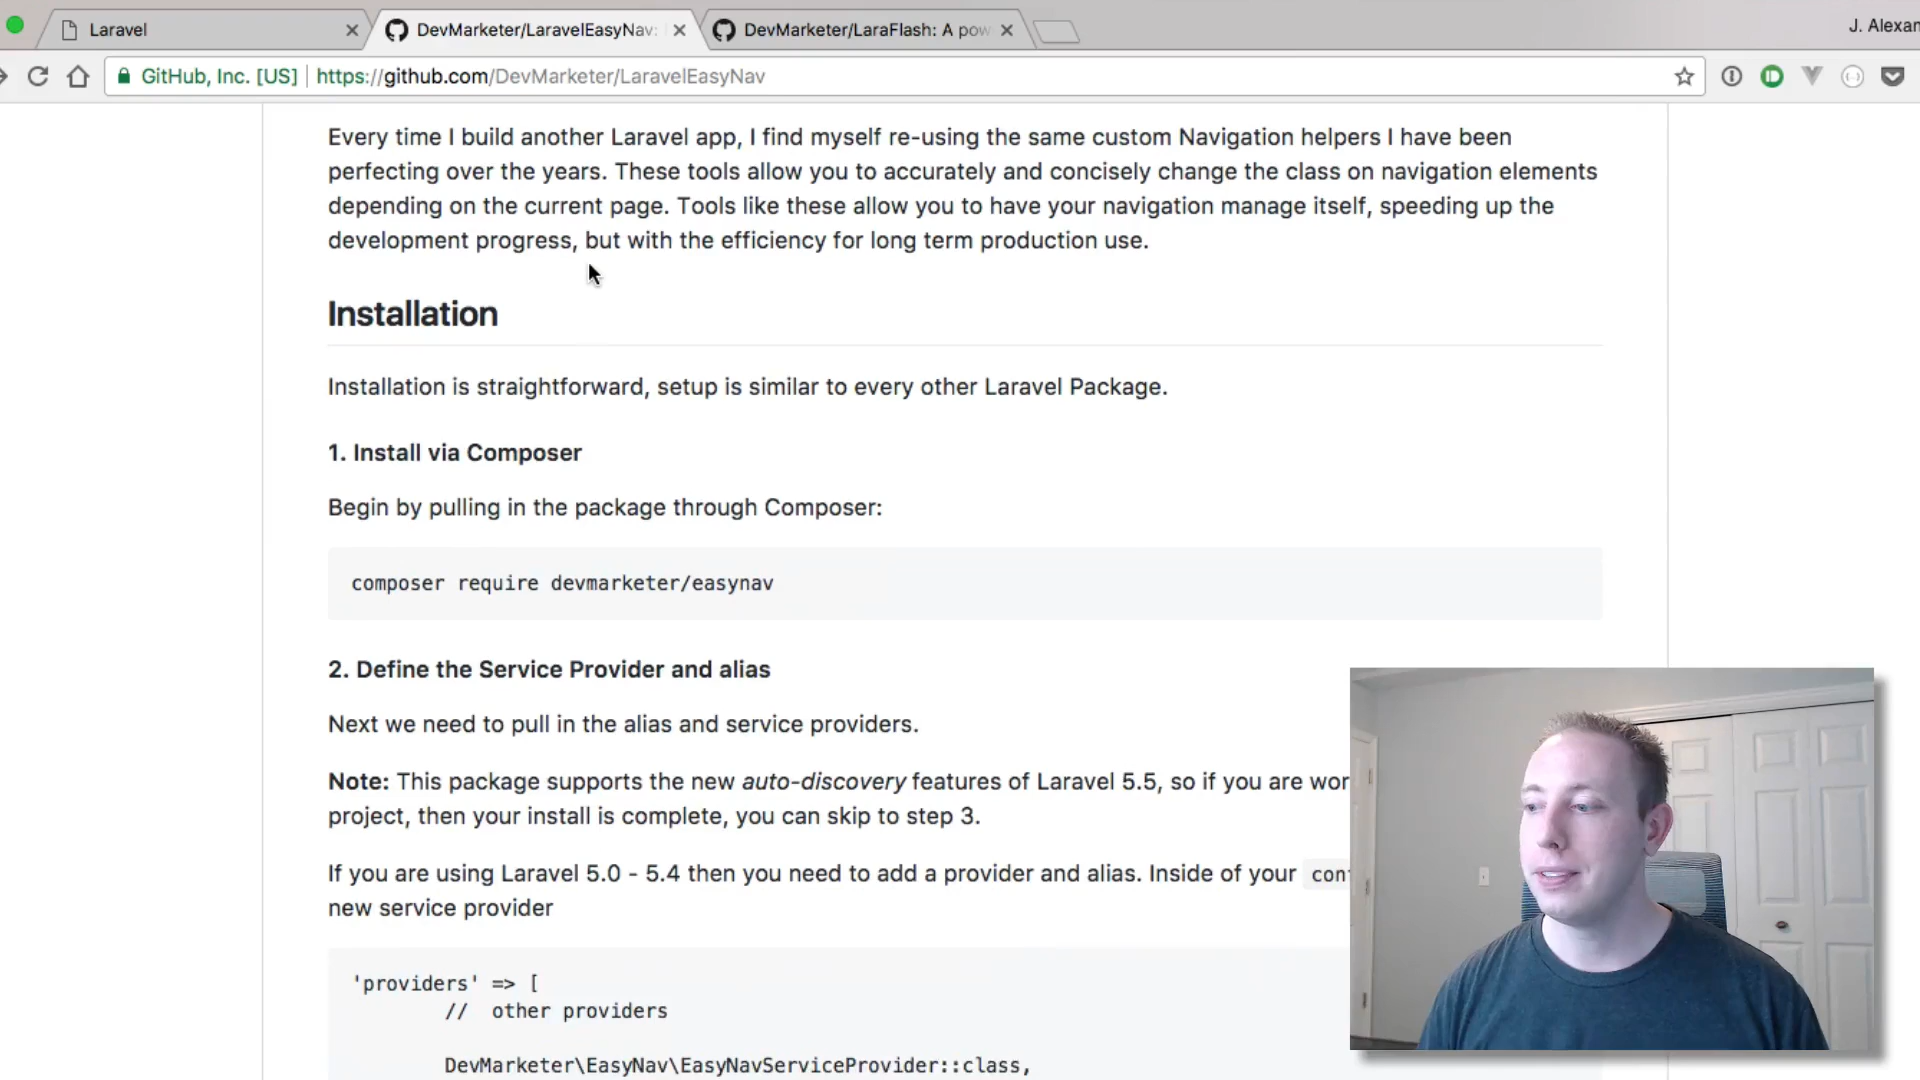 Laravel
DevMarketer/LaravelEasyNav:
DevMarketer/LaraFlash: A pow
J. Alexan
GitHub, Inc. [US] | https://github.com/DevMarketer/LaravelEasyNav
Every time I build another Laravel app, I find myself re-using the same custom Navigation helpers I have been
perfecting over the years. These tools allow you to accurately and concisely change the class on navigation elements
depending on the current page. Tools like these allow you to have your navigation manage itself, speeding up the
development progress, but with the efficiency for long term production use.
Installation
Installation is straightforward, setup is similar to every other Laravel Package.
1. Install via Composer
Begin by pulling in the package through Composer:
composer require devmarketer/easynav
2. Define the Service Provider and alias
Next we need to pull in the alias and service providers.
Note: This package supports the new auto-discovery features of Laravel 5.5, so if you are wor
project, then your install is complete, you can skip to step 3.
If you are using Laravel 5.0 - 5.4 then you need to add a provider and alias. Inside of your con
new service provider
'providers' => [
// other providers
DevMarketer\EasyNav\EasyNavServiceProvider::class,